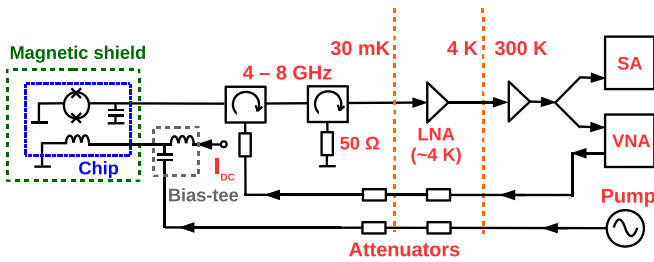 30 mK
4 K
300 K
Magnetic shield
4 – 8 GHz
SA
50 Ω
LNA
(~4 K)
VNA
Chip
I DC
Bias-tee
Pump
Attenuators